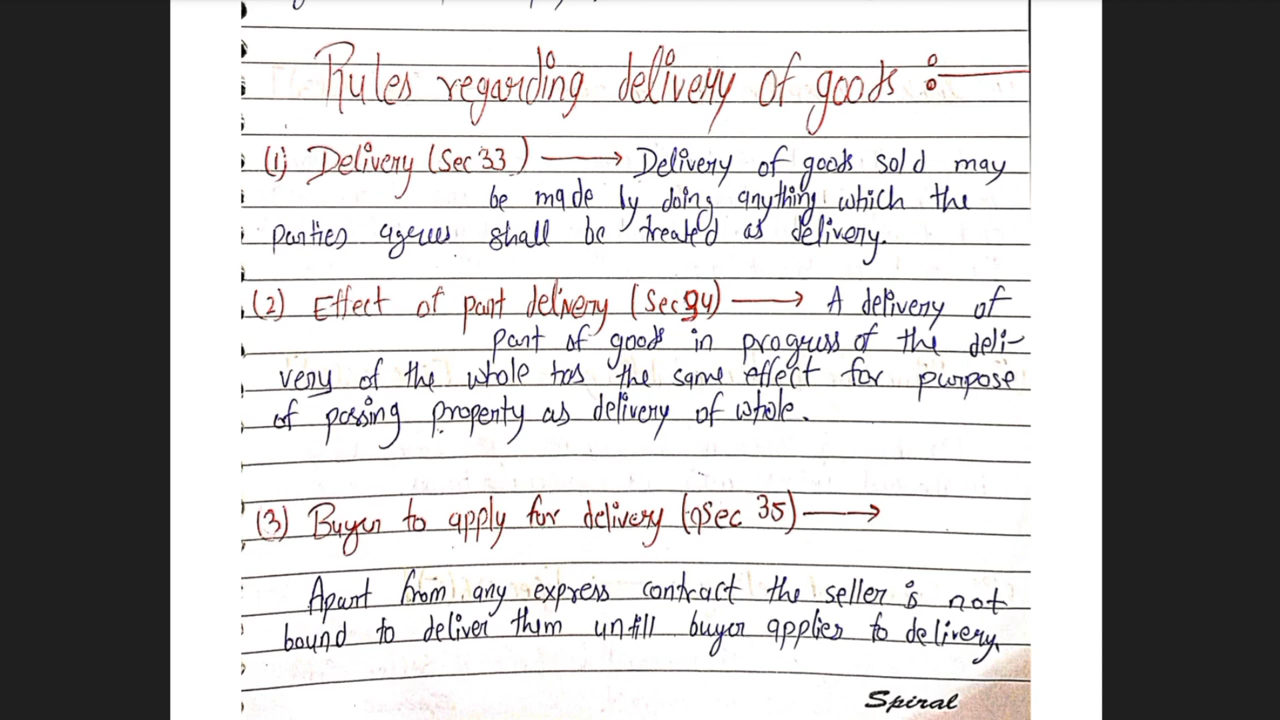 Rules regarding delivery of goods :
(1) Delivery (Sec 33) → Delivery of goods sold may
be made by doing anything which the
parties agrees shall be treated as delivery.
(2) Effect of part delivery (Sec 34) → A delivery of
part of goods in progress of the deli-
very of the whole has the same effect for purpose
of passing property as delivery of whole.
(3) Buyer to apply for delivery (Sec 35) →
Apart from any express contract the seller is not
bound to deliver them untill buyer applies to delivery.
Spiral